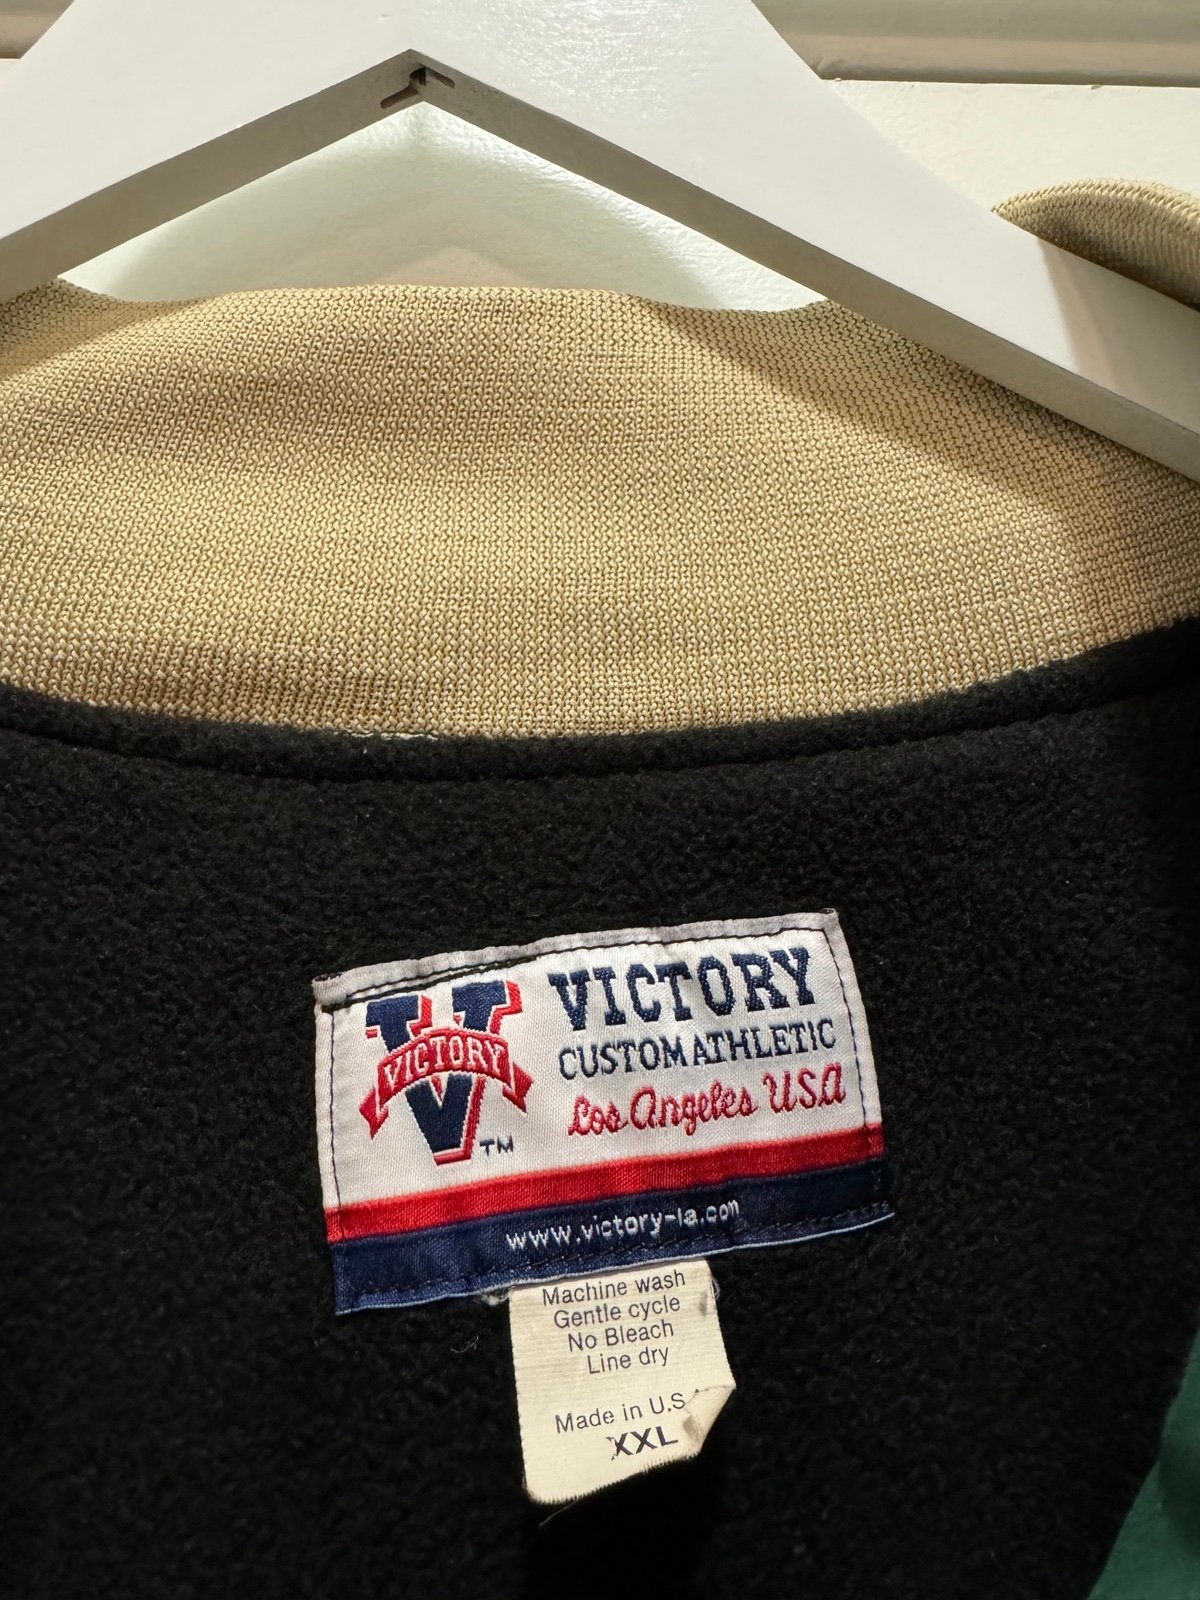 VICTORY
TM
VICTORY
CUSTOM ATHLETIC
Los Angeles USA
www.victory-la.com
Machine wash
Gentle cycle
No Bleach
Line dry
Made in U.S
XXL